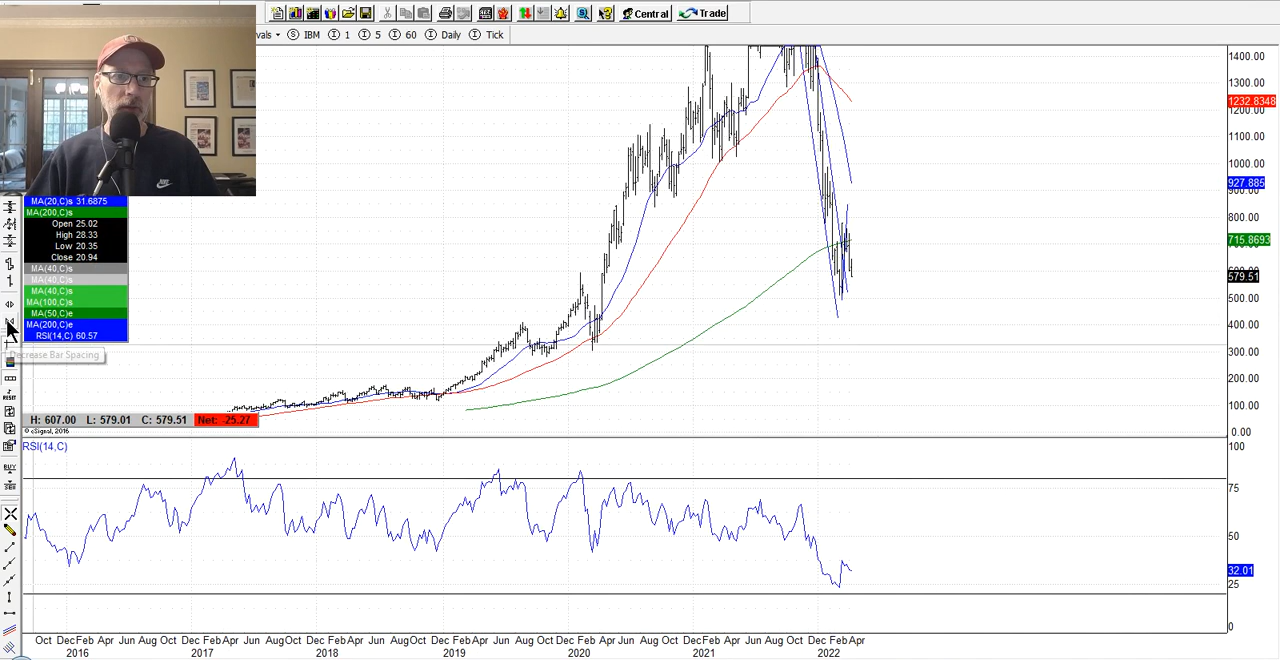 Central
Trade
vals
IBM
1
5
60
Daily
Tick
MA(20,C)s 31.6875
MA(200,C)s
Open 25.02
High 28.33
Low 20.35
Close 20.94
MA(40,C)s
MA(40,C)s
MA(40,C)s
MA(100,C)s
MA(50,C)e
MA(200,C)e
RSI(14,C) 60.57
Decrease Bar Spacing
RESET
H: 607.00 L: 579.01 C: 579.51 Net: -25.27
© eSignal, 2016
BUY
1400.00
1300.00
1232.8348
1200.00
1100.00
1000.00
927.885
900.00
800.00
715.8693
579.51
500.00
400.00
300.00
200.00
100.00
0.00
RSI(14,C)
100
75
50
32.01
25
0
Oct Dec Feb Apr Jun Aug Oct Dec Feb Apr Jun Aug Oct Dec Feb Apr Jun Aug Oct Dec Feb Apr Jun Aug Oct Dec Feb Apr Jun Aug Oct Dec Feb Apr Jun Aug Oct Dec Feb Apr
2016 2017 2018 2019 2020 2021 2022